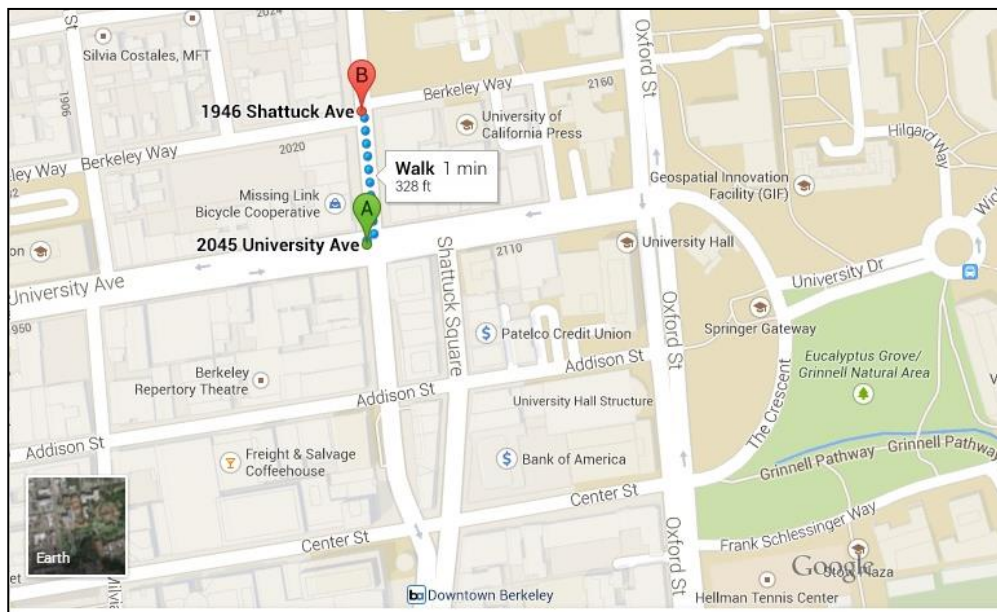 St
Silvia Costales, MFT
1906
2020
Berkeley Way
1946 Shattuck Ave
B
Berkeley Way
2160
University of
California Press
Oxford St
Hilgard Way
Walk 1 min
328 ft
Missing Link
Bicycle Cooperative
A
2045 University Ave
Geospatial Innovation
Facility (GIF)
University Hall
2110
Shattuck Square
University Ave
University Dr
Springer Gateway
Patelco Credit Union
Oxford St
Addison St
Eucalyptus Grove/
Grinnell Natural Area
Berkeley
Repertory Theatre
University Hall Structure
The Crescent
Addison St
Freight & Salvage
Coffeehouse
Bank of America
Grinnell Pathway
Grinnell Pathway
Center St
Center St
Oxford St
Frank Schlessinger Way
Earth
Google
Hellman Tennis Center
Downtown Berkeley